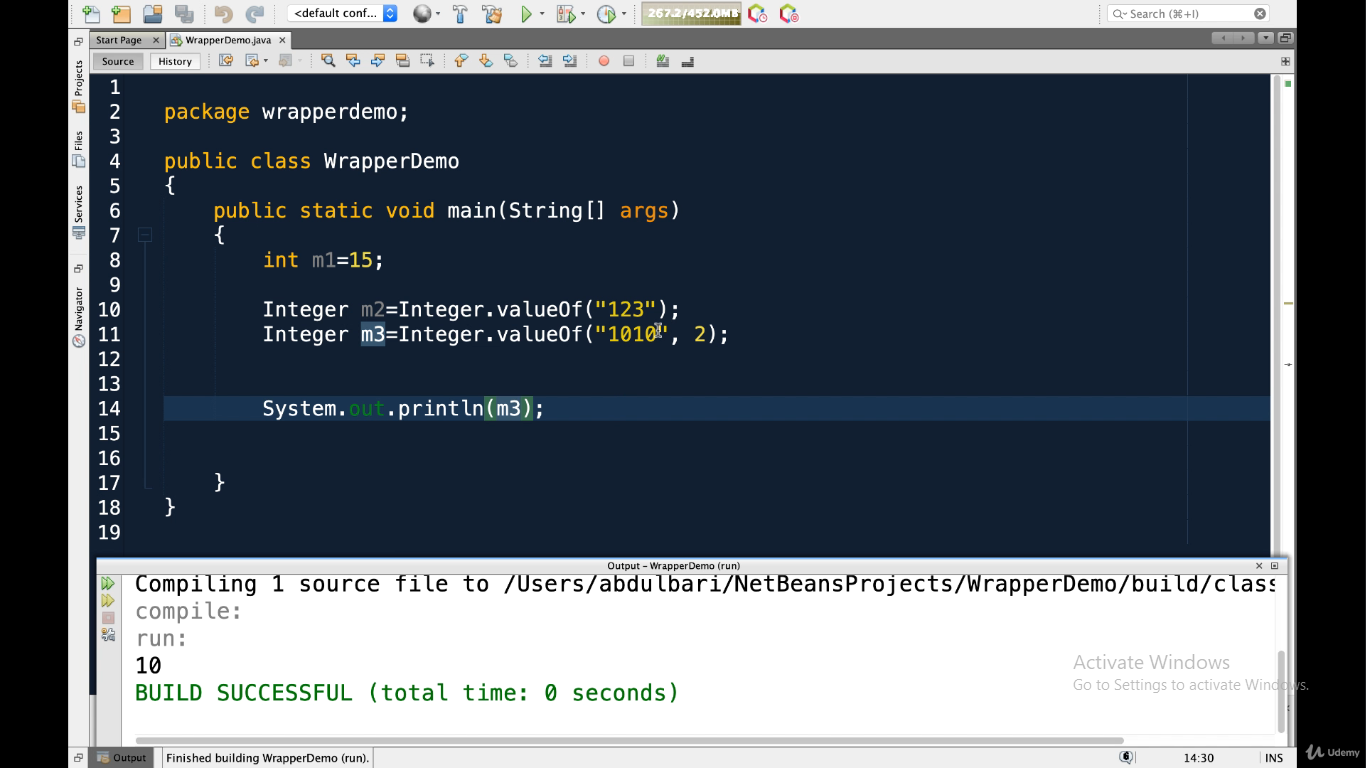 <default conf...
267.2/452.0MB
Search (⌘+I)
Start Page
WrapperDemo.java
Source
History
Projects
Files
Services
Navigator
1
2 package wrapperdemo;
3
4 public class WrapperDemo
5 {
6 public static void main(String[] args)
7 {
8 int m1=15;
9
10 Integer m2=Integer.valueOf("123");
11 Integer m3=Integer.valueOf("1010", 2);
12
13
14 System.out.println(m3);
15
16
17 }
18 }
19
Output - WrapperDemo (run)
Compiling 1 source file to /Users/abdulbari/NetBeansProjects/WrapperDemo/build/class
compile:
run:
10
BUILD SUCCESSFUL (total time: 0 seconds)
Activate Windows
Go to Settings to activate Windows.
Output
Finished building WrapperDemo (run).
6
14:30
INS
Udemy